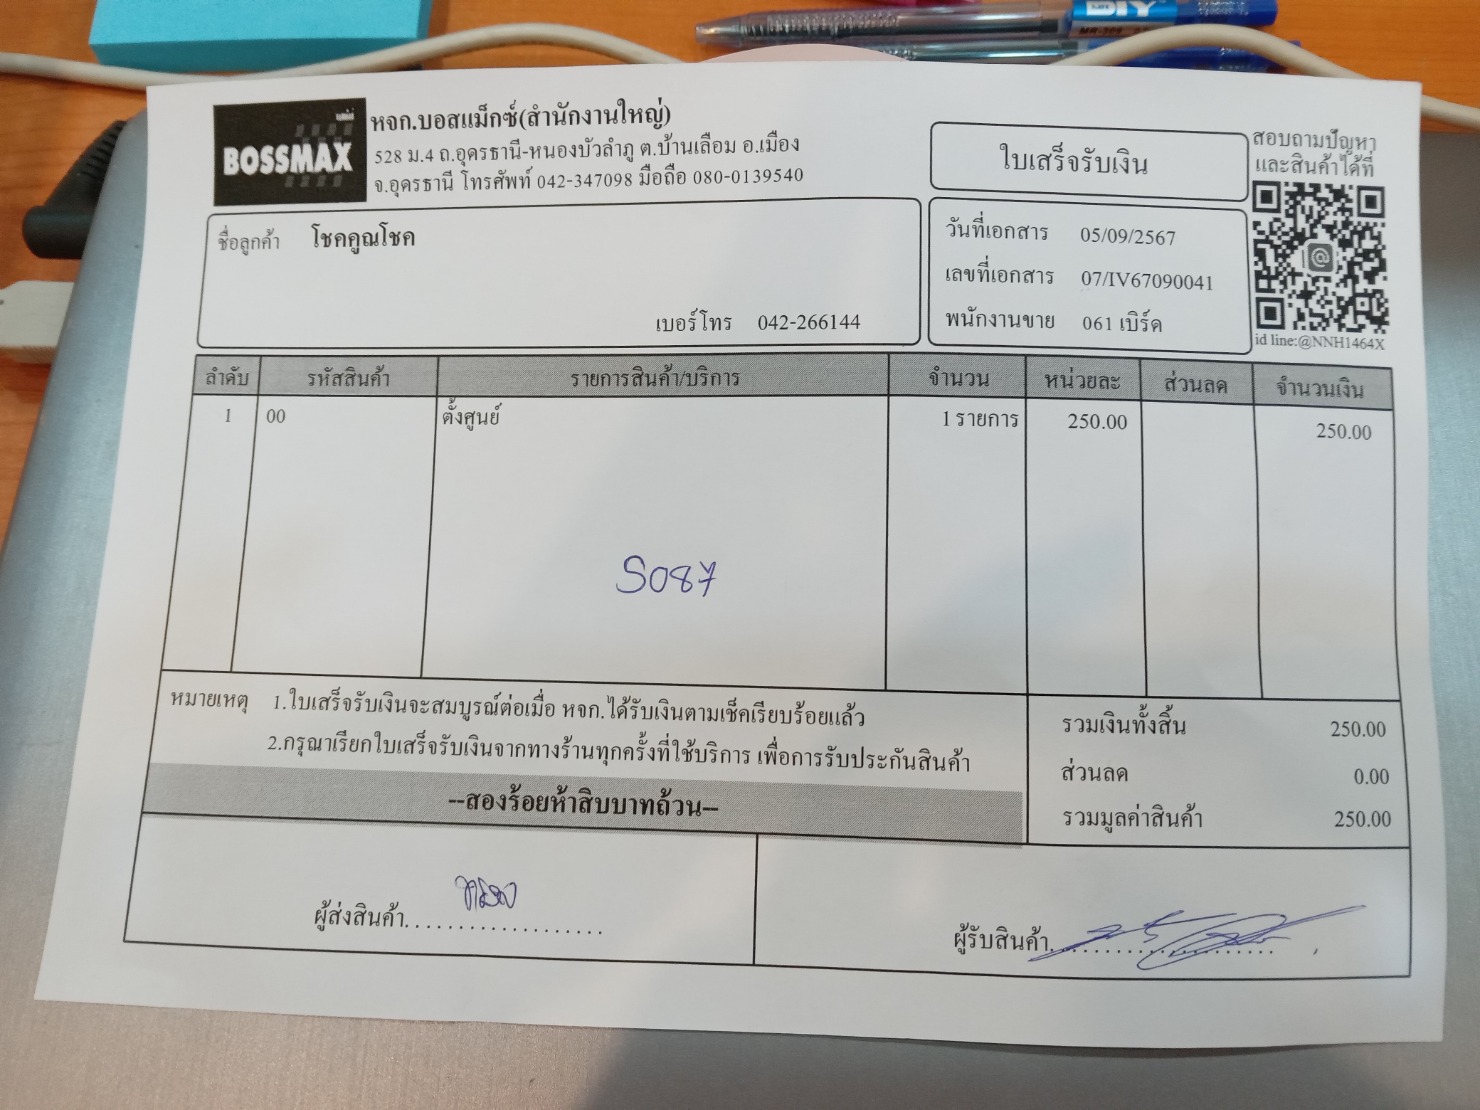 BOSSMAX
หจก.บอสแม็กซ์(สำนักงานใหญ่)
528 ม.4 ถ.อุดรธานี-หนองบัวลำภู ต.บ้านเลื่อม อ.เมือง
จ.อุดรธานี โทรศัพท์ 042-347098 มือถือ 080-0139540
ใบเสร็จรับเงิน
สอบถามปัญหา
และสินค้าได้ที่
id line:@NNH1464X
ชื่อลูกค้า โชคคูณโชค
เบอร์โทร 042-266144
วันที่เอกสาร 05/09/2567
เลขที่เอกสาร 07/IV67090041
พนักงานขาย 061 เบิร์ด
ลำดับ รหัสสินค้า รายการสินค้า/บริการ จำนวน หน่วยละ ส่วนลด จำนวนเงิน
1 00 ตั้งศูนย์ 1 รายการ 250.00 250.00
S087
หมายเหตุ 1.ใบเสร็จรับเงินจะสมบูรณ์ต่อเมื่อ หจก.ได้รับเงินตามเช็คเรียบร้อยแล้ว
2.กรุณาเรียกใบเสร็จรับเงินจากทางร้านทุกครั้งที่ใช้บริการ เพื่อการรับประกันสินค้า
--สองร้อยห้าสิบบาทถ้วน--
รวมเงินทั้งสิ้น 250.00
ส่วนลด 0.00
รวมมูลค่าสินค้า 250.00
ผู้ส่งสินค้า..................
ผู้รับสินค้า........................
DIY